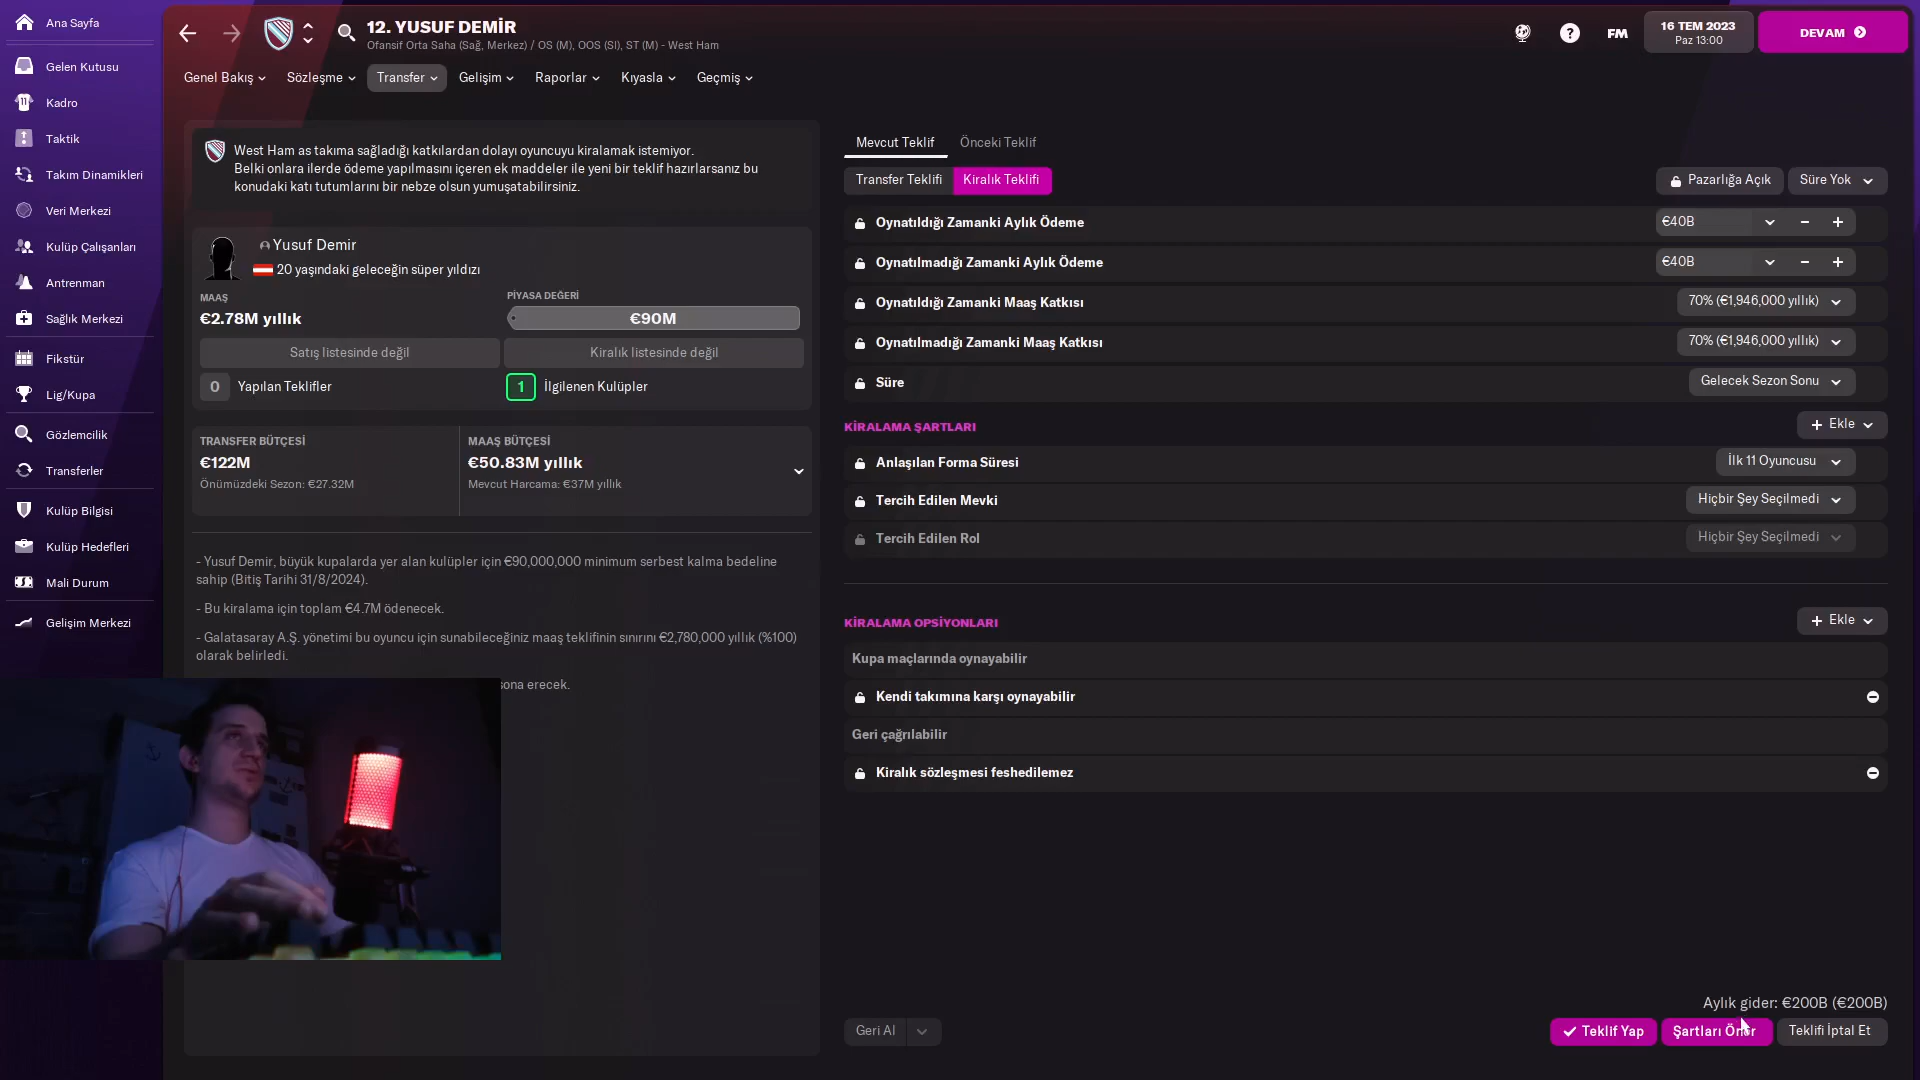 Ana Sayfa
Gelen Kutusu
Kadro
Taktik
Takım Dinamikleri
Veri Merkezi
Kulüp Çalışanları
Antrenman
Sağlık Merkezi
Fikstür
Lig/Kupa
Gözlemcilik
Transferler
Kulüp Bilgisi
Kulüp Hedefleri
Mali Durum
Gelişim Merkezi
12. YUSUF DEMİR
Ofansif Orta Saha (Sağ, Merkez) / OS (M), OOS (SI), ST (M) - West Ham
FM
16 TEM 2023
Paz 13:00
DEVAM
Genel Bakış
Sözleşme
Transfer
Gelişim
Raporlar
Kıyasla
Geçmiş
West Ham as takıma sağladığı katkılardan dolayı oyuncuyu kiralamak istemiyor.
Belki onlara ilerde ödeme yapılmasını içeren ek maddeler ile yeni bir teklif hazırlarsanız bu
konudaki katı tutumlarını bir nebze olsun yumuşatabilirsiniz.
Yusuf Demir
20 yaşındaki geleceğin süper yıldızı
MAAŞ
€2.78M yıllık
PİYASA DEĞERİ
€90M
Satış listesinde değil
Kiralık listesinde değil
0 Yapılan Teklifler
1 İlgilenen Kulüpler
TRANSFER BÜTÇESİ
€122M
Önümüzdeki Sezon: €27.32M
MAAŞ BÜTÇESİ
€50.83M yıllık
Mevcut Harcama: €37M yıllık
- Yusuf Demir, büyük kupalarda yer alan kulüpler için €90,000,000 minimum serbest kalma bedeline
sahip (Bitiş Tarihi 31/8/2024).
- Bu kiralama için toplam €4.7M ödenecek.
- Galatasaray A.Ş. yönetimi bu oyuncu için sunabileceğiniz maaş teklifinin sınırını €2,780,000 yıllık (%100)
olarak belirledi.
sona erecek.
Mevcut Teklif
Önceki Teklif
Transfer Teklifi
Kiralık Teklifi
Pazarlığa Açık
Süre Yok
Oynatıldığı Zamanki Aylık Ödeme
€40B
Oynatılmadığı Zamanki Aylık Ödeme
€40B
Oynatıldığı Zamanki Maaş Katkısı
70% (€1,946,000 yıllık)
Oynatılmadığı Zamanki Maaş Katkısı
70% (€1,946,000 yıllık)
Süre
Gelecek Sezon Sonu
KİRALAMA ŞARTLARI
Ekle
Anlaşılan Forma Süresi
İlk 11 Oyuncusu
Tercih Edilen Mevki
Hiçbir Şey Seçilmedi
Tercih Edilen Rol
Hiçbir Şey Seçilmedi
KİRALAMA OPSİYONLARI
Ekle
Kupa maçlarında oynayabilir
Kendi takımına karşı oynayabilir
Geri çağrılabilir
Kiralık sözleşmesi feshedilemez
Aylık gider: €200B (€200B)
Geri Al
Teklif Yap
Şartları Öner
Teklifi İptal Et